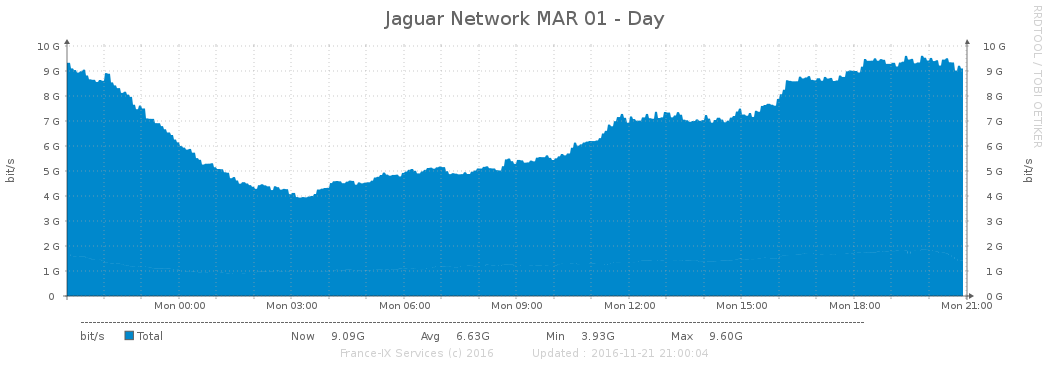 Jaguar Network MAR 01 - Day
RRDTOOL / TOBI OETIKER
10 G 10 G
9 G 9 G
8 G 8 G
7 G 7 G
6 G 6 G
5 G 5 G
4 G 4 G
3 G 3 G
2 G 2 G
1 G 1 G
0 0 G
bit/s
bit/s
Mon 00:00 Mon 03:00 Mon 06:00 Mon 09:00 Mon 12:00 Mon 15:00 Mon 18:00 Mon 21:00
bit/s Total Now 9.09G Avg 6.63G Min 3.93G Max 9.60G
France-IX Services (c) 2016 Updated : 2016-11-21 21:00:04